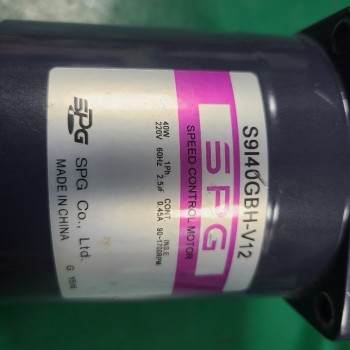 S9I40GBH-V12
SPG
SPEED CONTROL MOTOR
40W 1Ph. CONT. INS.E
220V 60Hz 2.5㎌ 0.45A 90~1700RPM
SPG SPG Co., Ltd.
MADE IN CHINA
G